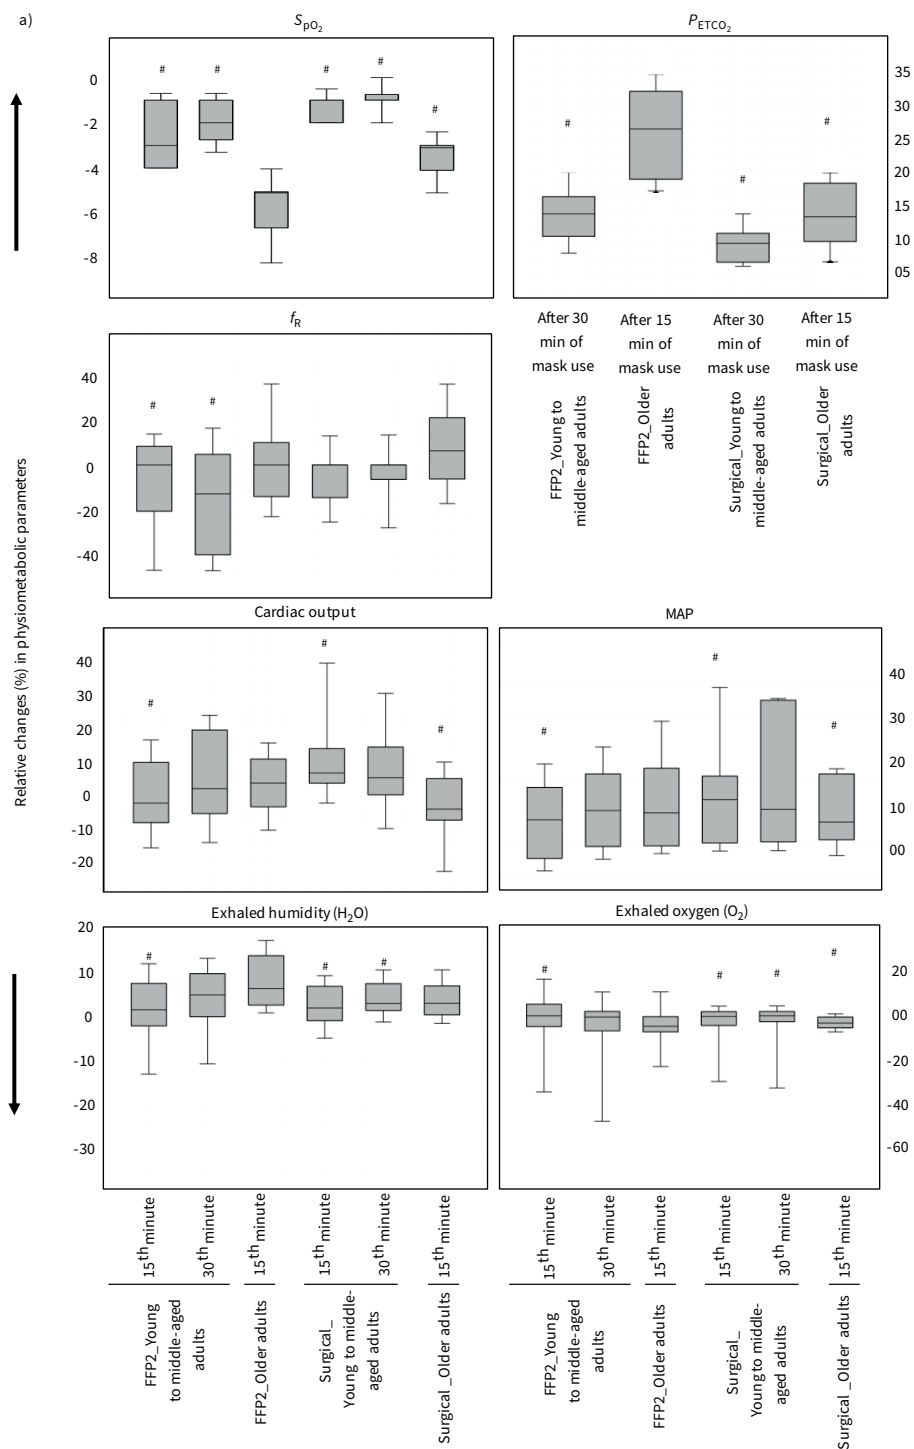 a)
SpO2
PETCO2
0
-2
-4
-6
-8
# # # # #
#
35
30
25
20
15
10
05
# # #
After 30
min of
mask use
After 15
min of
mask use
After 30
min of
mask use
After 15
min of
mask use
FFP2_Young to
middle-aged adults
FFP2_Older
adults
Surgical_Young to
middle-aged adults
Surgical_Older
adults
fR
40
20
0
-20
-40
# #
Relative changes (%) in physiometabolic parameters
Cardiac output
MAP
40
30
20
10
0
-10
-20
# # #
40
30
20
10
00
# # #
Exhaled humidity (H2O)
Exhaled oxygen (O2)
20
10
0
-10
-20
-30
# # #
20
00
-20
-40
-60
# # # #
15th minute
30th minute
15th minute
15th minute
30th minute
15th minute
15th minute
30th minute
15th minute
15th minute
30th minute
15th minute
FFP2_Young
to middle-aged
adults
FFP2_Older adults
Surgical_
Young to middle-
aged adults
Surgical _Older adults
FFP2_Young
to middle-aged
adults
FFP2_Older adults
Surgical_
Young to middle-
aged adults
Surgical _Older adults